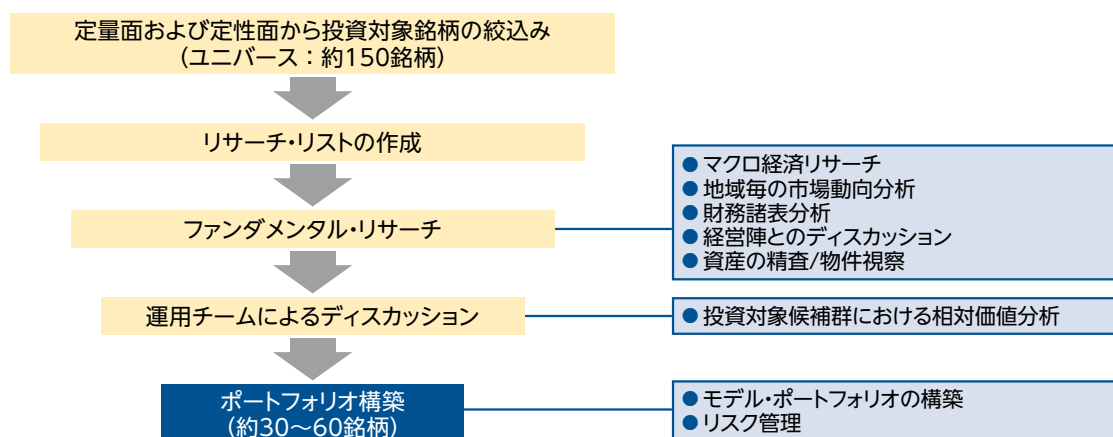 定量面および定性面から投資対象銘柄の絞込み
(ユニバース：約150銘柄)
リサーチ・リストの作成
ファンダメンタル・リサーチ
● マクロ経済リサーチ
● 地域毎の市場動向分析
● 財務諸表分析
● 経営陣とのディスカッション
● 資産の精査/物件視察
運用チームによるディスカッション
● 投資対象候補群における相対価値分析
ポートフォリオ構築
(約30～60銘柄)
● モデル・ポートフォリオの構築
● リスク管理